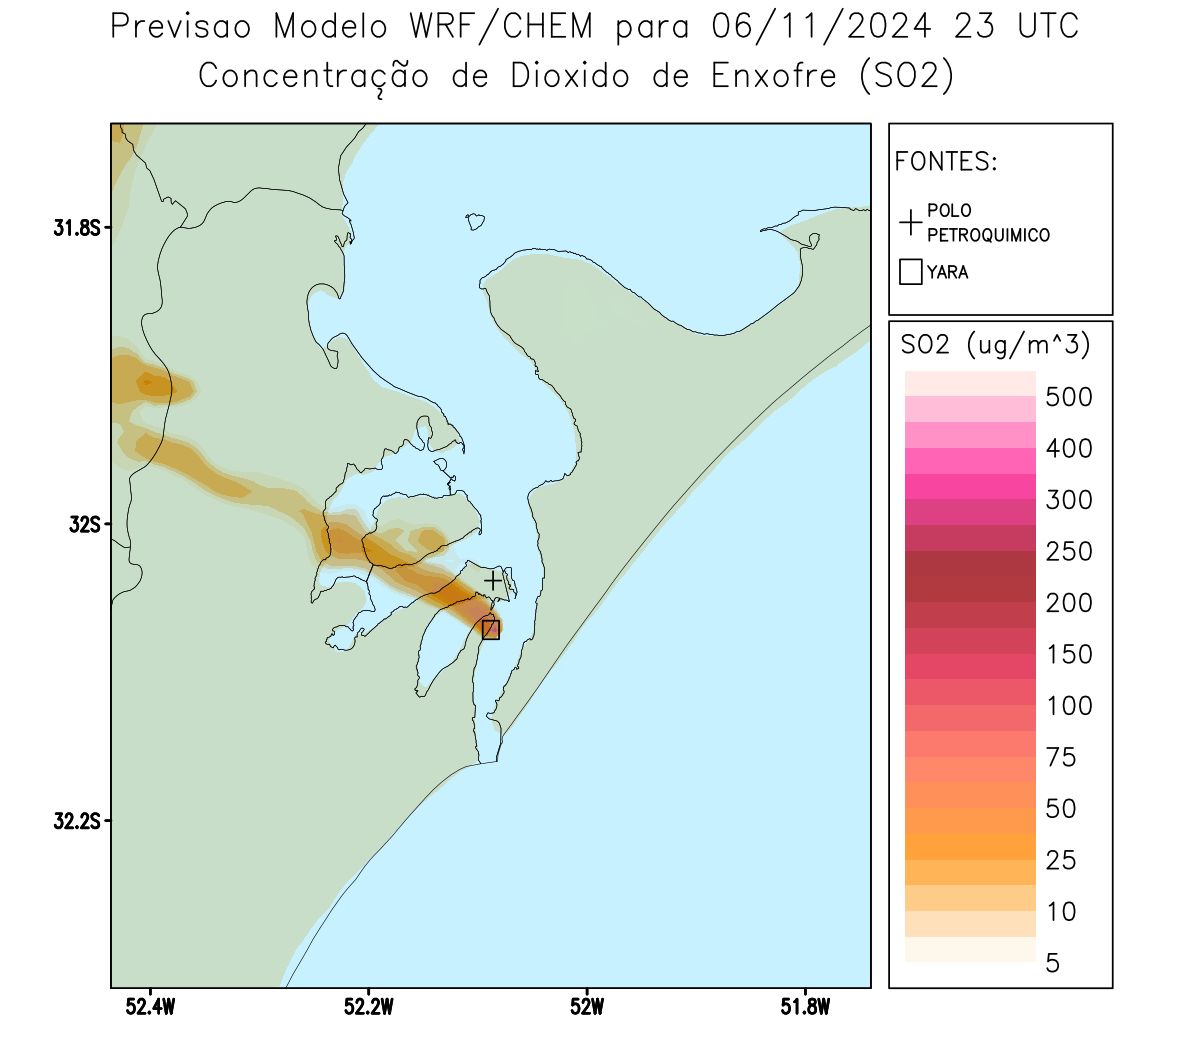 Previsao Modelo WRF/CHEM para 06/11/2024 23 UTC
Concentração de Dioxido de Enxofre (SO2)
FONTES:
POLO
PETROQUIMICO
YARA
SO2 (ug/m^3)
500
400
300
250
200
150
100
75
50
25
10
5
31.8S
32S
32.2S
52.4W
52.2W
52W
51.8W